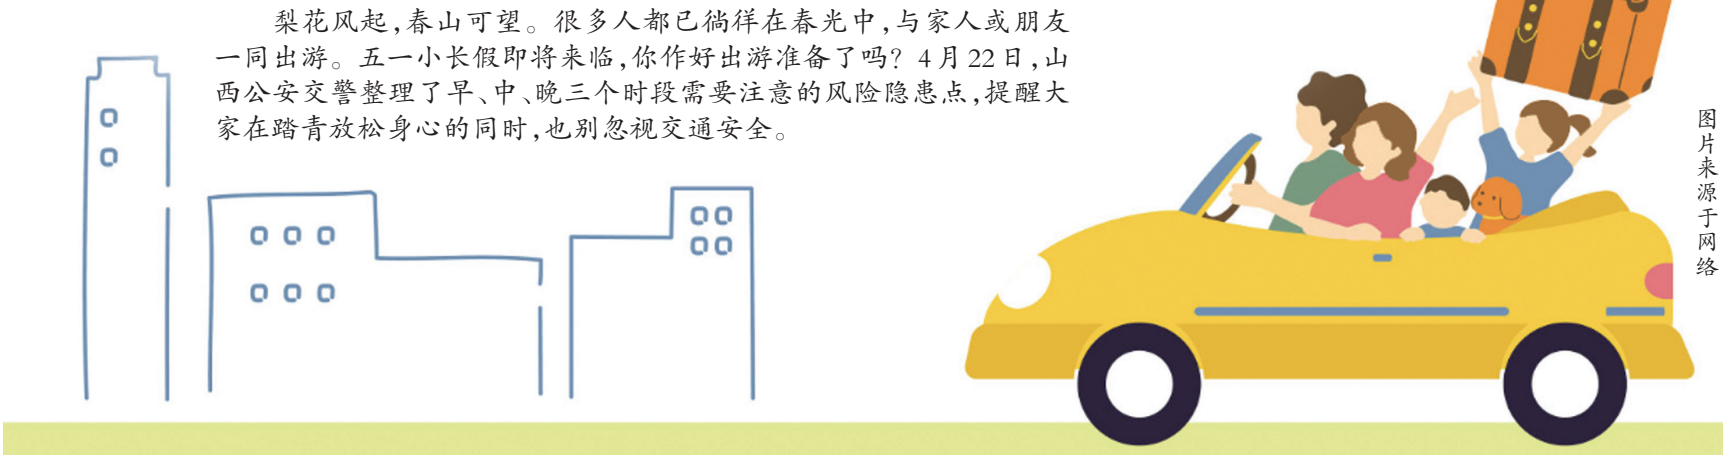 梨花风起,春山可望。很多人都已徜徉在春光中,与家人或朋友
一同出游。五一小长假即将来临,你作好出游准备了吗? 4月22日,山
西公安交警整理了早、中、晚三个时段需要注意的风险隐患点,提醒大
家在踏青放松身心的同时,也别忽视交通安全。
图片来源于网络